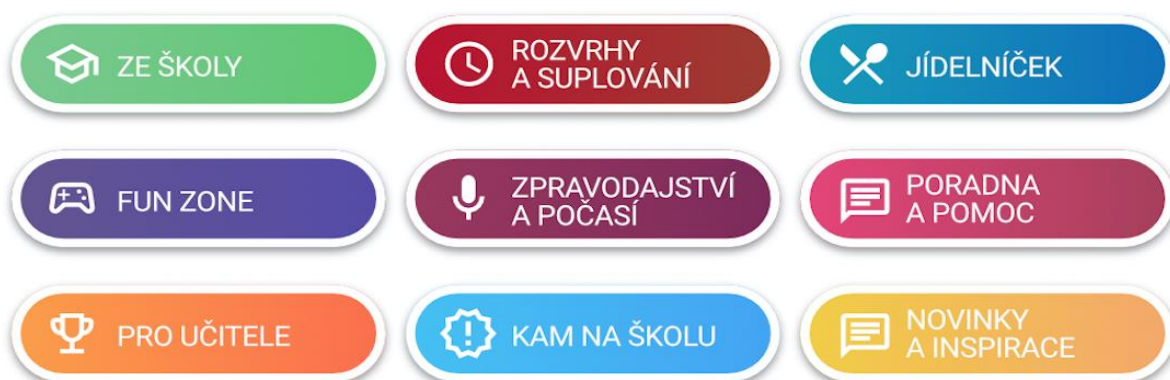 ZE ŠKOLY
ROZVRHY
A SUPLOVÁNÍ
JÍDELNÍČEK
FUN ZONE
ZPRAVODAJSTVÍ
A POČASÍ
PORADNA
A POMOC
PRO UČITELE
KAM NA ŠKOLU
NOVINKY
A INSPIRACE